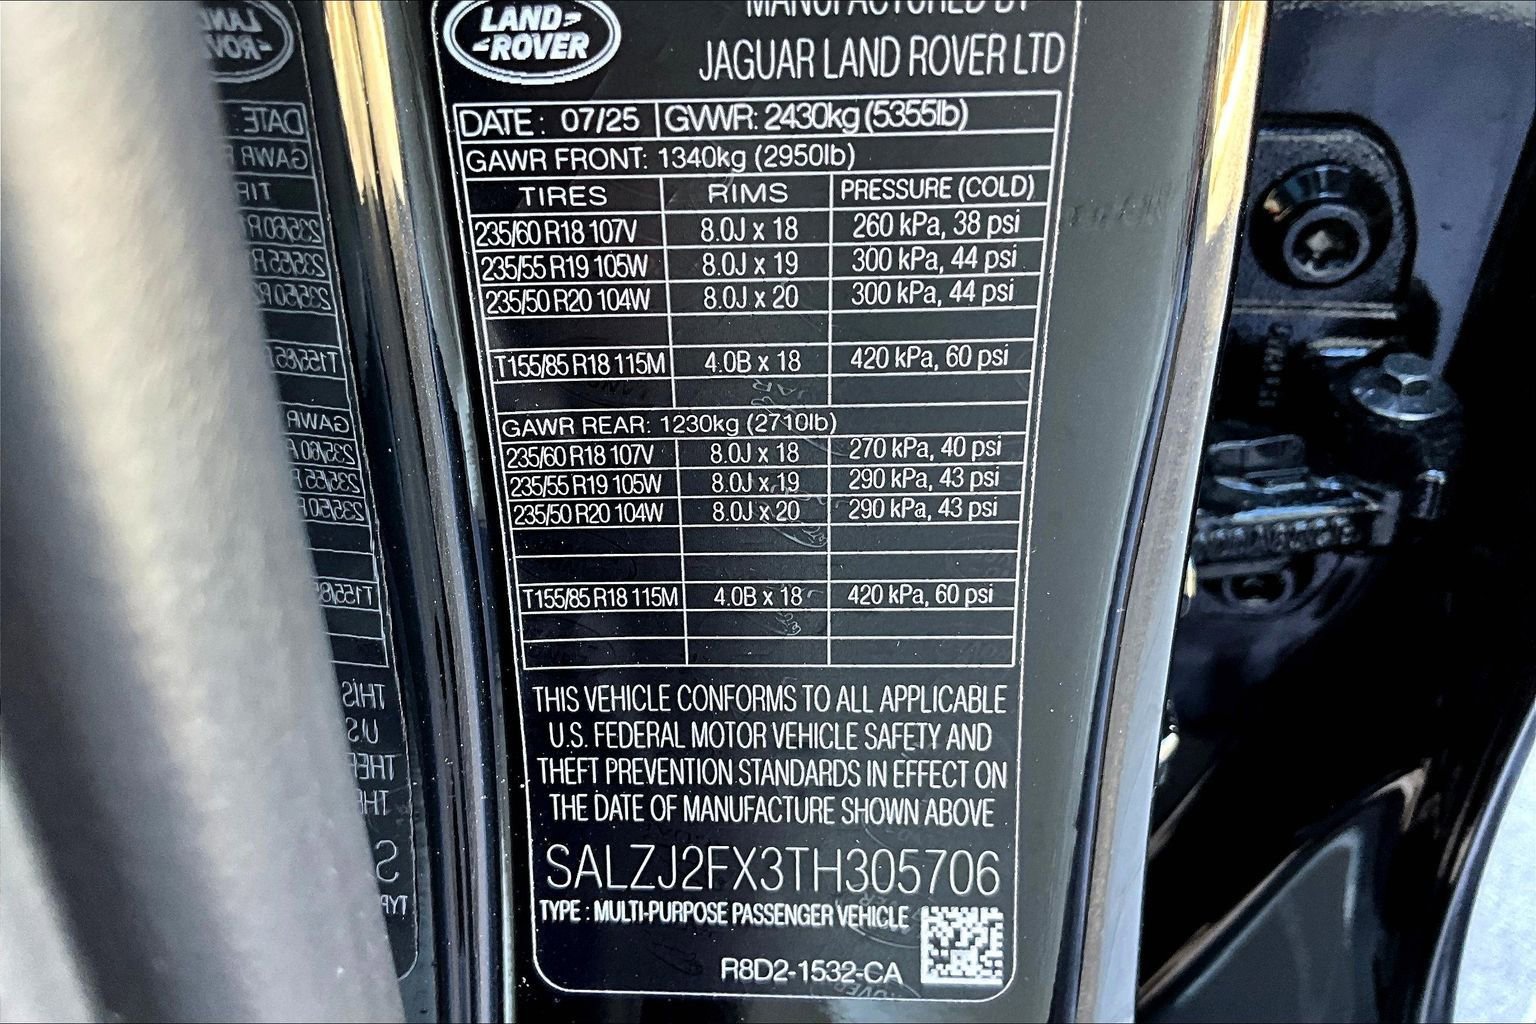 LAND
ROVER
MANUFACTURED BY
JAGUAR LAND ROVER LTD
DATE: 07/25 GVWR: 2430kg (5355lb)
GAWR FRONT: 1340kg (2950lb)
TIRES RIMS PRESSURE (COLD)
235/60 R18 107V 8.0J x 18 260 kPa, 38 psi
235/55 R19 105W 8.0J x 19 300 kPa, 44 psi
235/50 R20 104W 8.0J x 20 300 kPa, 44 psi
T155/85 R18 115M 4.0B x 18 420 kPa, 60 psi
GAWR REAR: 1230kg (2710lb)
235/60 R18 107V 8.0J x 18 270 kPa, 40 psi
235/55 R19 105W 8.0J x 19 290 kPa, 43 psi
235/50 R20 104W 8.0J x 20 290 kPa, 43 psi
T155/85 R18 115M 4.0B x 18 420 kPa, 60 psi
THIS VEHICLE CONFORMS TO ALL APPLICABLE
U.S. FEDERAL MOTOR VEHICLE SAFETY AND
THEFT PREVENTION STANDARDS IN EFFECT ON
THE DATE OF MANUFACTURE SHOWN ABOVE
SALZJ2FX3TH305706
TYPE : MULTI-PURPOSE PASSENGER VEHICLE
R8D2-1532-CA